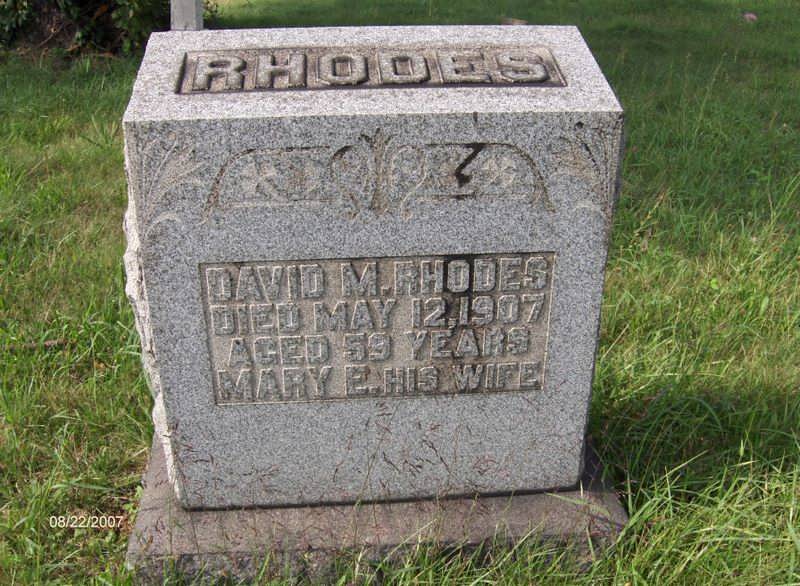 RHODES
DAVID M. RHODES
DIED MAY 12, 1907
AGED 59 YEARS
MARY E. HIS WIFE
08/22/2007